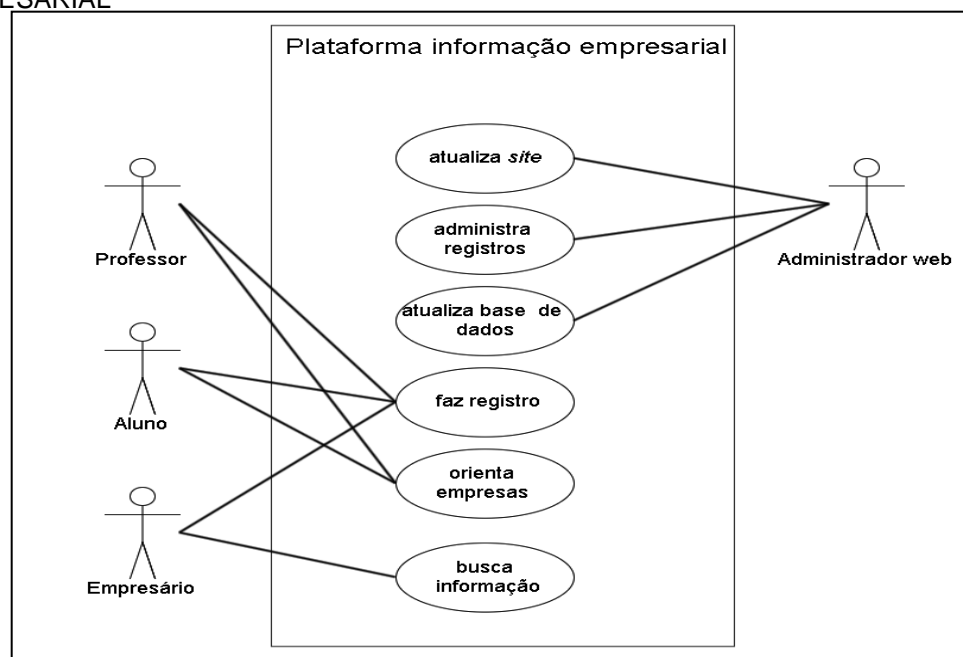 ESARIAL
Plataforma informação empresarial
atualiza site
administra
registros
atualiza base de
dados
faz registro
orienta
empresas
busca
informação
Professor
Aluno
Empresário
Administrador web